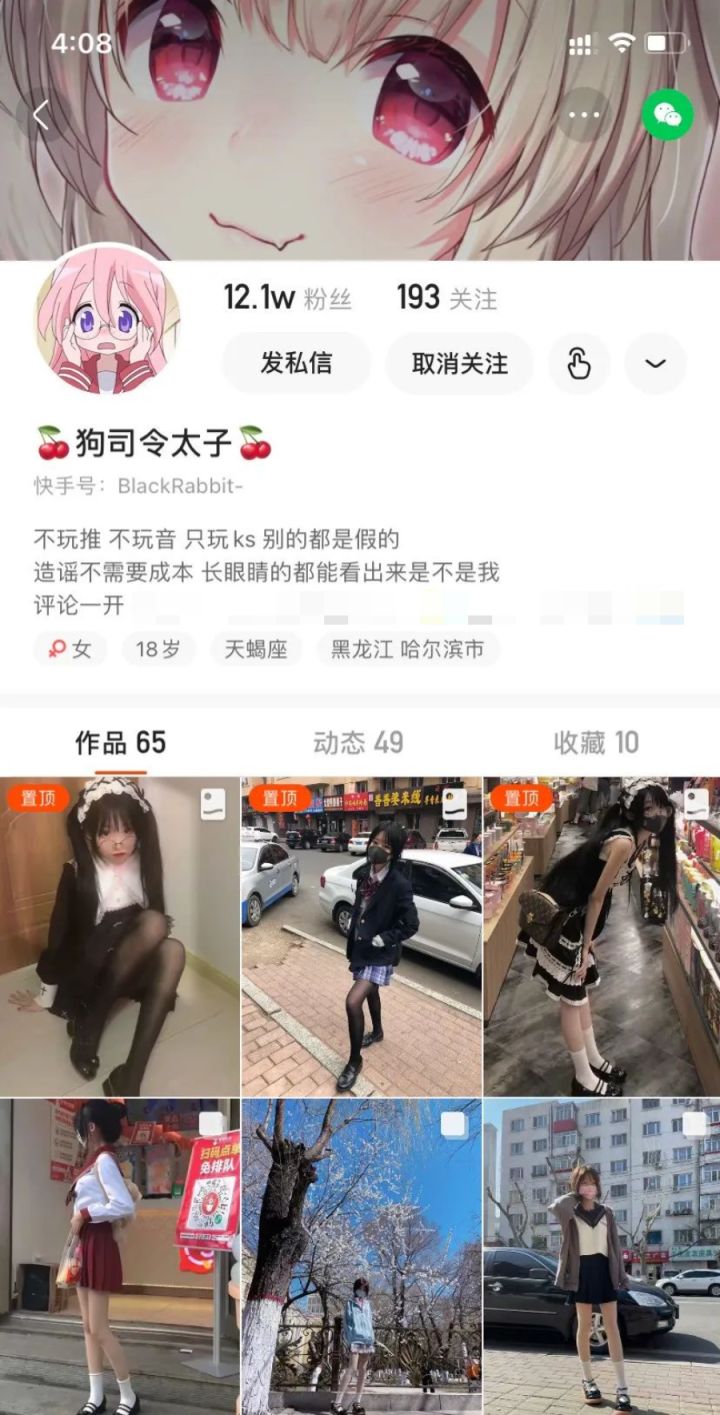 4:08
12.1w 粉丝 193 关注
发私信 取消关注
🍒狗司令太子🍒
快手号：BlackRabbit-
不玩推 不玩音 只玩ks 别的都是假的
造谣不需要成本 长眼睛的都能看出来是不是我
评论一开
女 18岁 天蝎座 黑龙江 哈尔滨市
作品 65 动态 49 收藏 10
置顶 置顶 置顶
吾吾婆米线
扫码点单
免排队